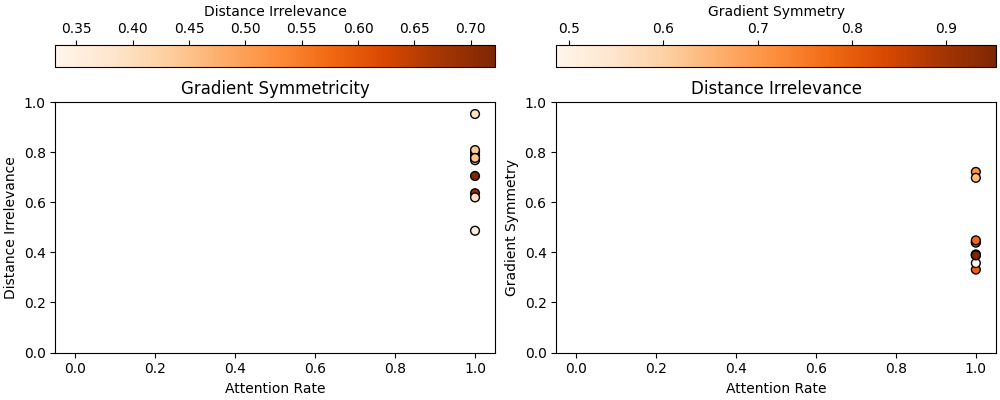 Distance Irrelevance
0.35 0.40 0.45 0.50 0.55 0.60 0.65 0.70
Gradient Symmetricity
1.0
0.8
0.6
0.4
0.2
0.0
Distance Irrelevance
0.0 0.2 0.4 0.6 0.8 1.0
Attention Rate
Gradient Symmetry
0.5 0.6 0.7 0.8 0.9
Distance Irrelevance
1.0
0.8
0.6
0.4
0.2
0.0
Gradient Symmetry
0.0 0.2 0.4 0.6 0.8 1.0
Attention Rate